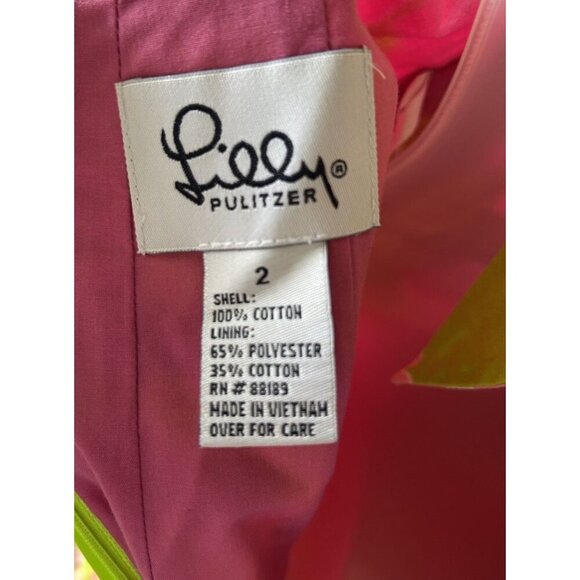 Lilly®
PULITZER
2
SHELL:
100% COTTON
LINING:
65% POLYESTER
35% COTTON
RN # 88189
MADE IN VIETNAM
OVER FOR CARE